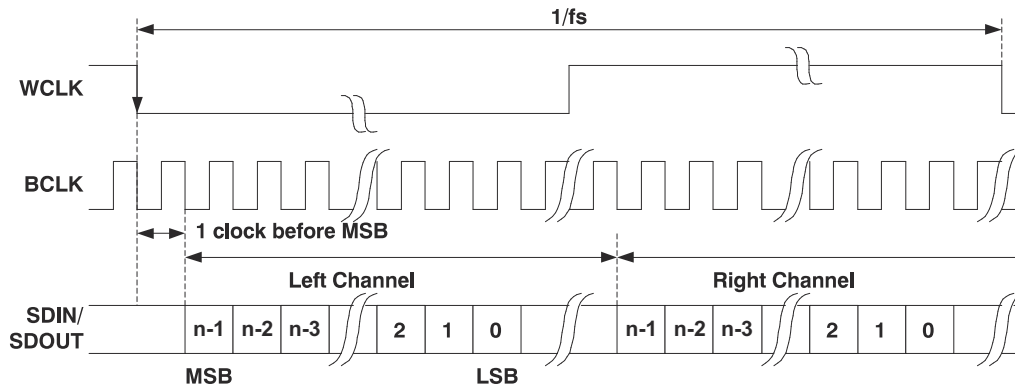 1/fs
WCLK
BCLK
1 clock before MSB
Left Channel
Right Channel
SDIN/
SDOUT
n-1 n-2 n-3 2 1 0 n-1 n-2 n-3 2 1 0
MSB LSB